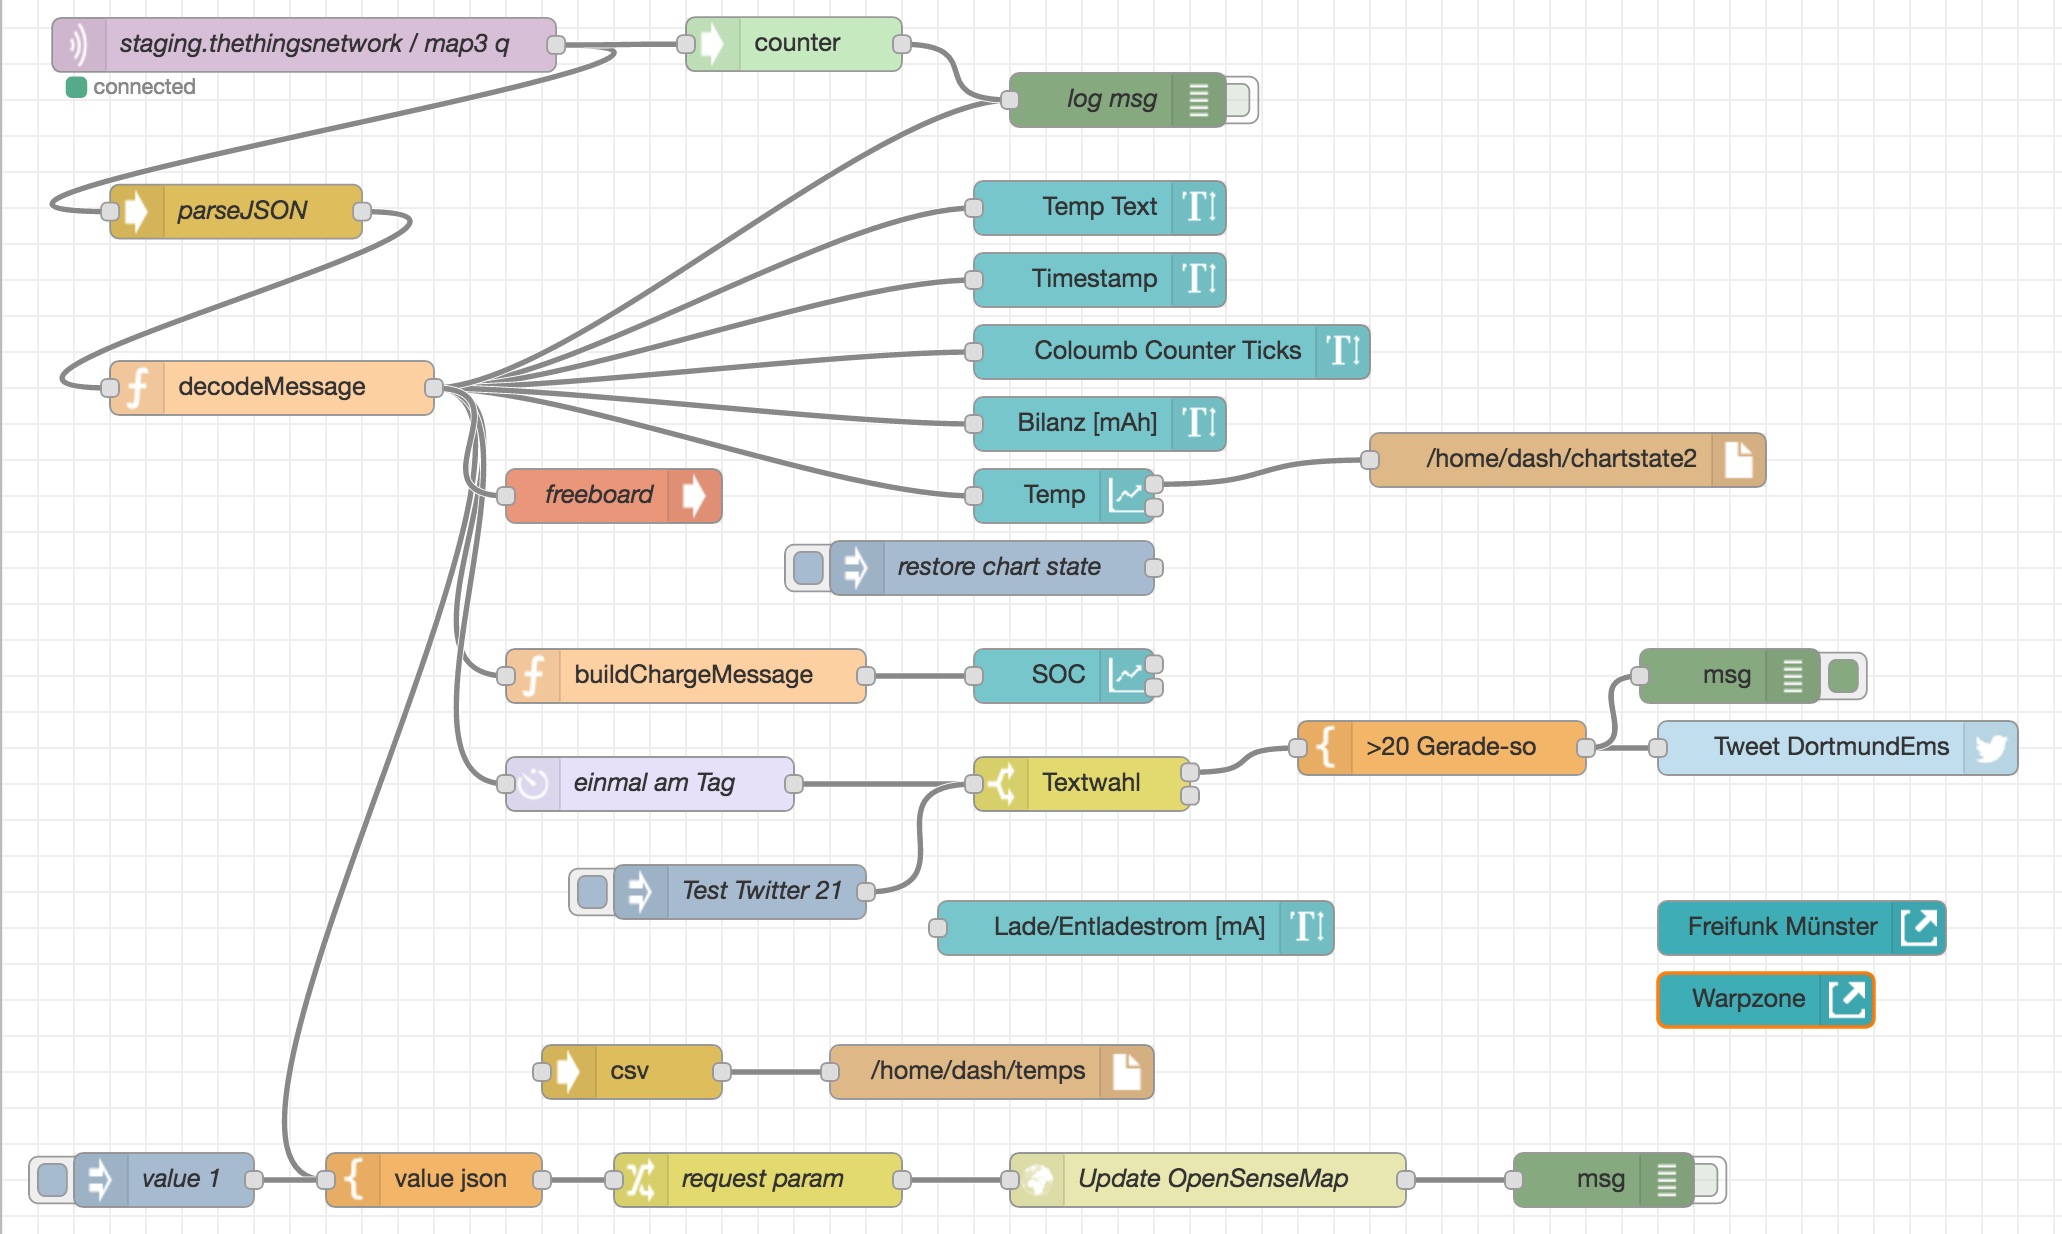 staging.thethingsnetwork / map3 q
counter
connected
log msg
parseJSON
Temp Text
Timestamp
Coloumb Counter Ticks
decodeMessage
Bilanz [mAh]
/home/dash/chartstate2
freeboard
Temp
restore chart state
buildChargeMessage
SOC
msg
>20 Gerade-so
Tweet DortmundEms
einmal am Tag
Textwahl
Test Twitter 21
Lade/Entladestrom [mA]
Freifunk Münster
Warpzone
csv
/home/dash/temps
value 1
value json
request param
Update OpenSenseMap
msg